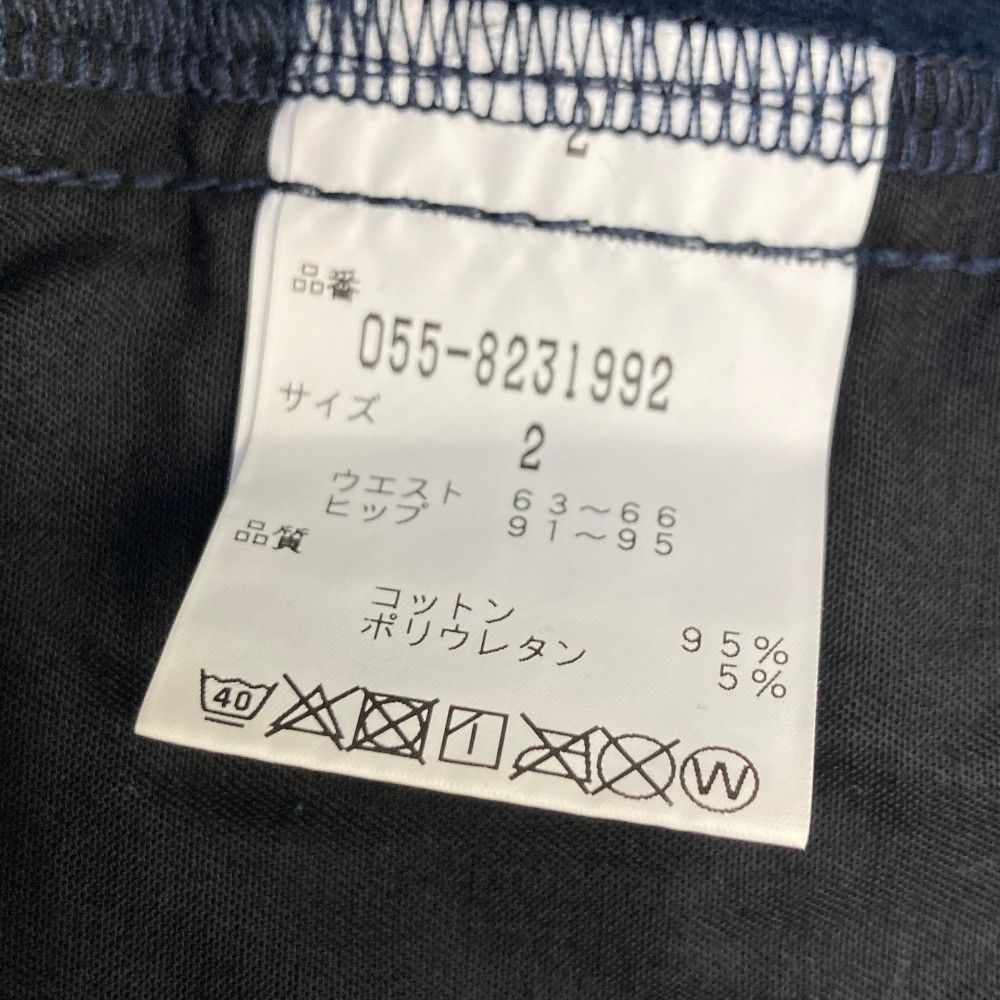 2
品番
055-8231992
サイズ
2
ウエスト 63～66
ヒップ 91～95
品質
コットン 95%
ポリウレタン 5%
40 W